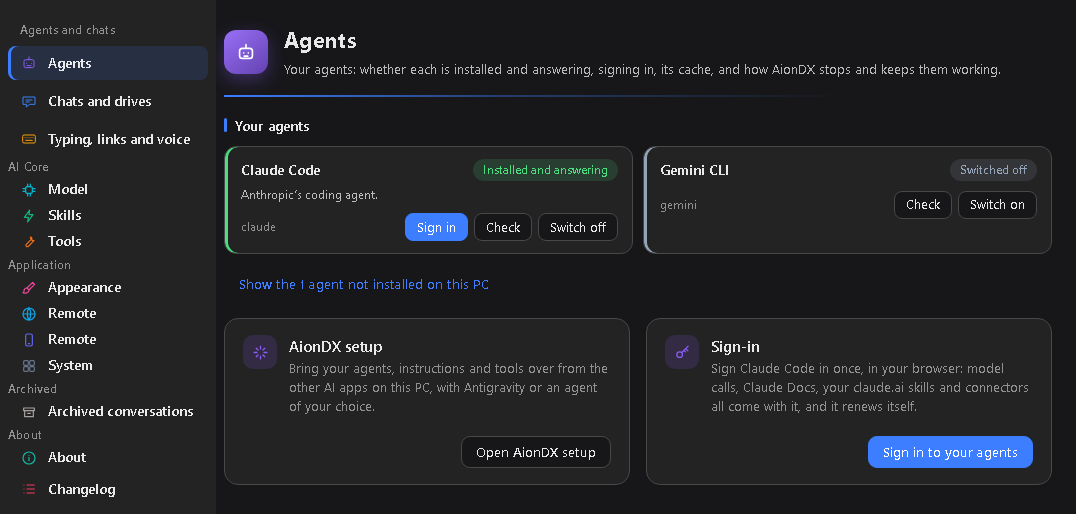 Agents and chats
Agents
Chats and drives
Typing, links and voice
AI Core
Model
Skills
Tools
Application
Appearance
Remote
Remote
System
Archived
Archived conversations
About
About
Changelog
Agents
Your agents: whether each is installed and answering, signing in, its cache, and how AionDX stops and keeps them working.
Your agents
Claude Code
Installed and answering
Anthropic's coding agent.
claude
Sign in
Check
Switch off
Gemini CLI
Switched off
gemini
Check
Switch on
Show the 1 agent not installed on this PC
AionDX setup
Bring your agents, instructions and tools over from the
other AI apps on this PC, with Antigravity or an agent
of your choice.
Open AionDX setup
Sign-in
Sign Claude Code in once, in your browser: model
calls, Claude Docs, your claude.ai skills and connectors
all come with it, and it renews itself.
Sign in to your agents